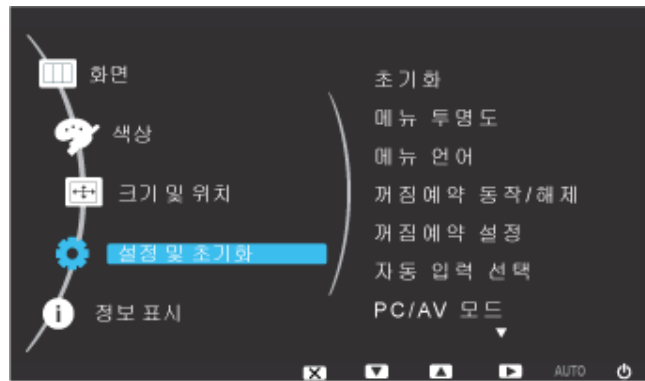 화면
색상
크기 및 위치
설정 및 초기화
정보 표시
초기화
메뉴 투명도
메뉴 언어
꺼짐예약 동작/해제
꺼짐예약 설정
자동 입력 선택
PC/AV 모드
AUTO